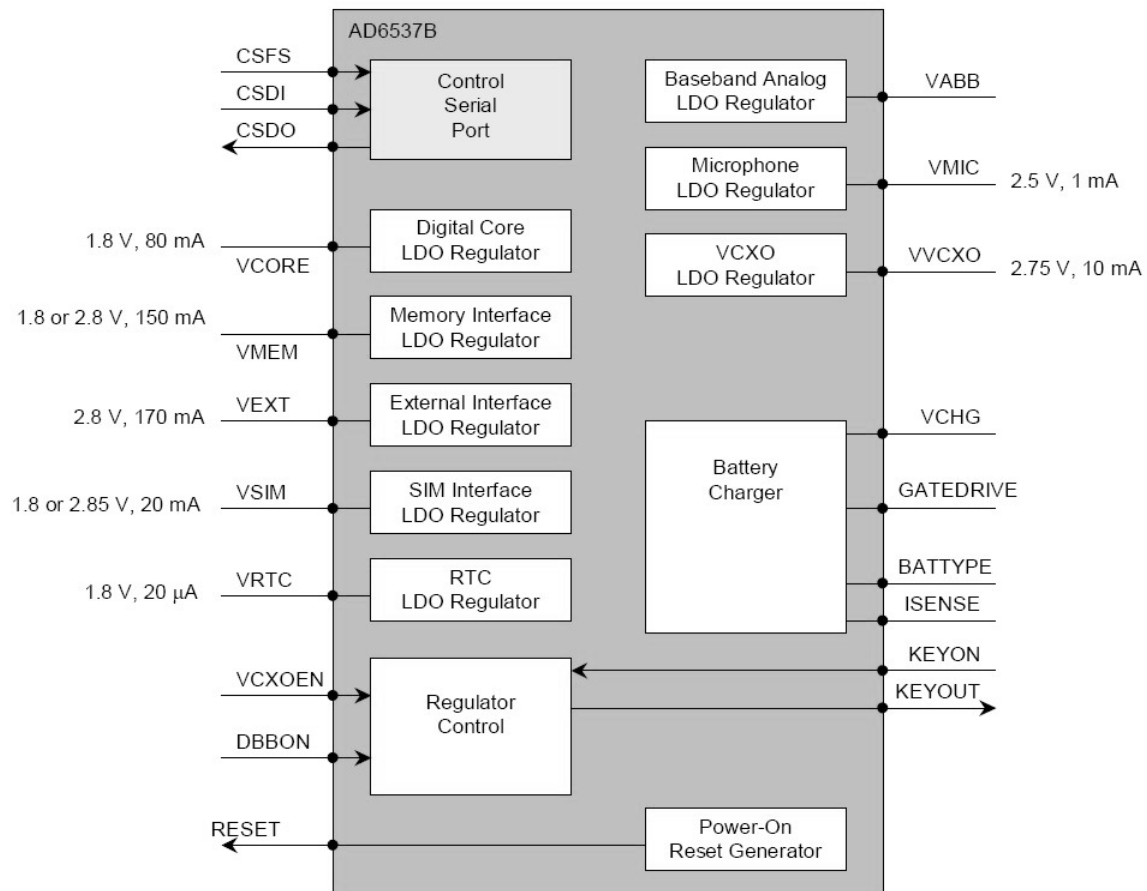 AD6537B
CSFS
CSDI
CSDO
Control
Serial
Port
Baseband Analog
LDO Regulator
VABB
Microphone
LDO Regulator
VMIC
2.5 V, 1 mA
1.8 V, 80 mA
VCORE
Digital Core
LDO Regulator
VCXO
LDO Regulator
VVCXO
2.75 V, 10 mA
1.8 or 2.8 V, 150 mA
VMEM
Memory Interface
LDO Regulator
2.8 V, 170 mA
VEXT
External Interface
LDO Regulator
Battery
Charger
VCHG
GATEDRIVE
BATTYPE
ISENSE
1.8 or 2.85 V, 20 mA
VSIM
SIM Interface
LDO Regulator
1.8 V, 20 μA
VRTC
RTC
LDO Regulator
VCXOEN
DBBON
Regulator
Control
KEYON
KEYOUT
RESET
Power-On
Reset Generator